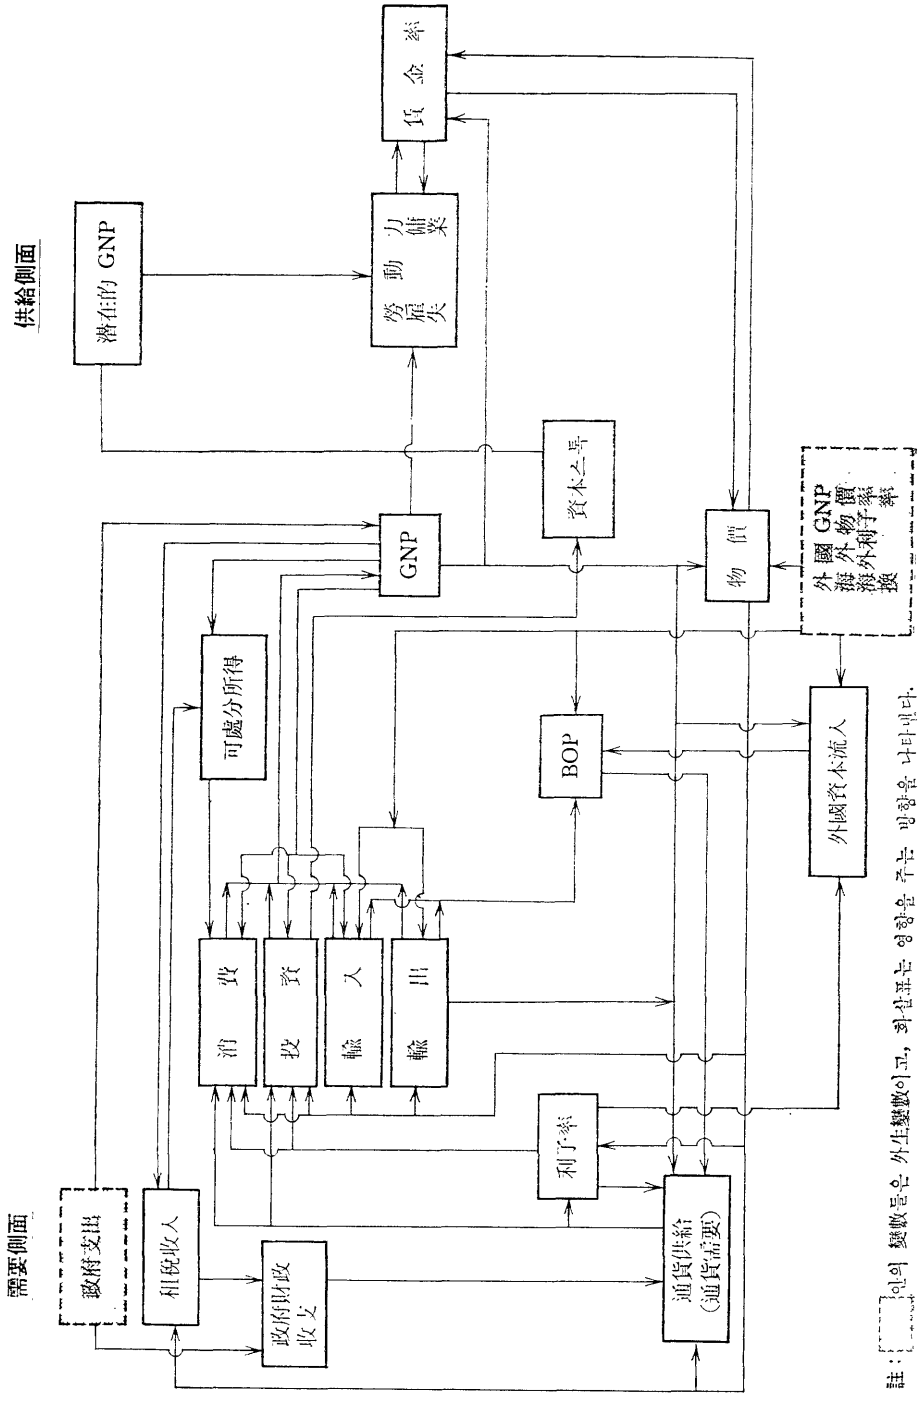 需要側面
供給側面
政府支出
租稅收入
政府財政
收支
可處分所得
潛在的 GNP
消 費
投 資
輸 入
輸 出
GNP
勞 動 力
雇 傭
失 業
賃 金 率
利子率
BOP
資本스톡
通貨供給
(通貨需要)
物 價
外國資本流入
外 國 GNP
海 外 物 價
海外利子率
換 率
註: 안의 變數들은 外生變數이고, 화살표는 영향을 주는 방향을 나타낸다.